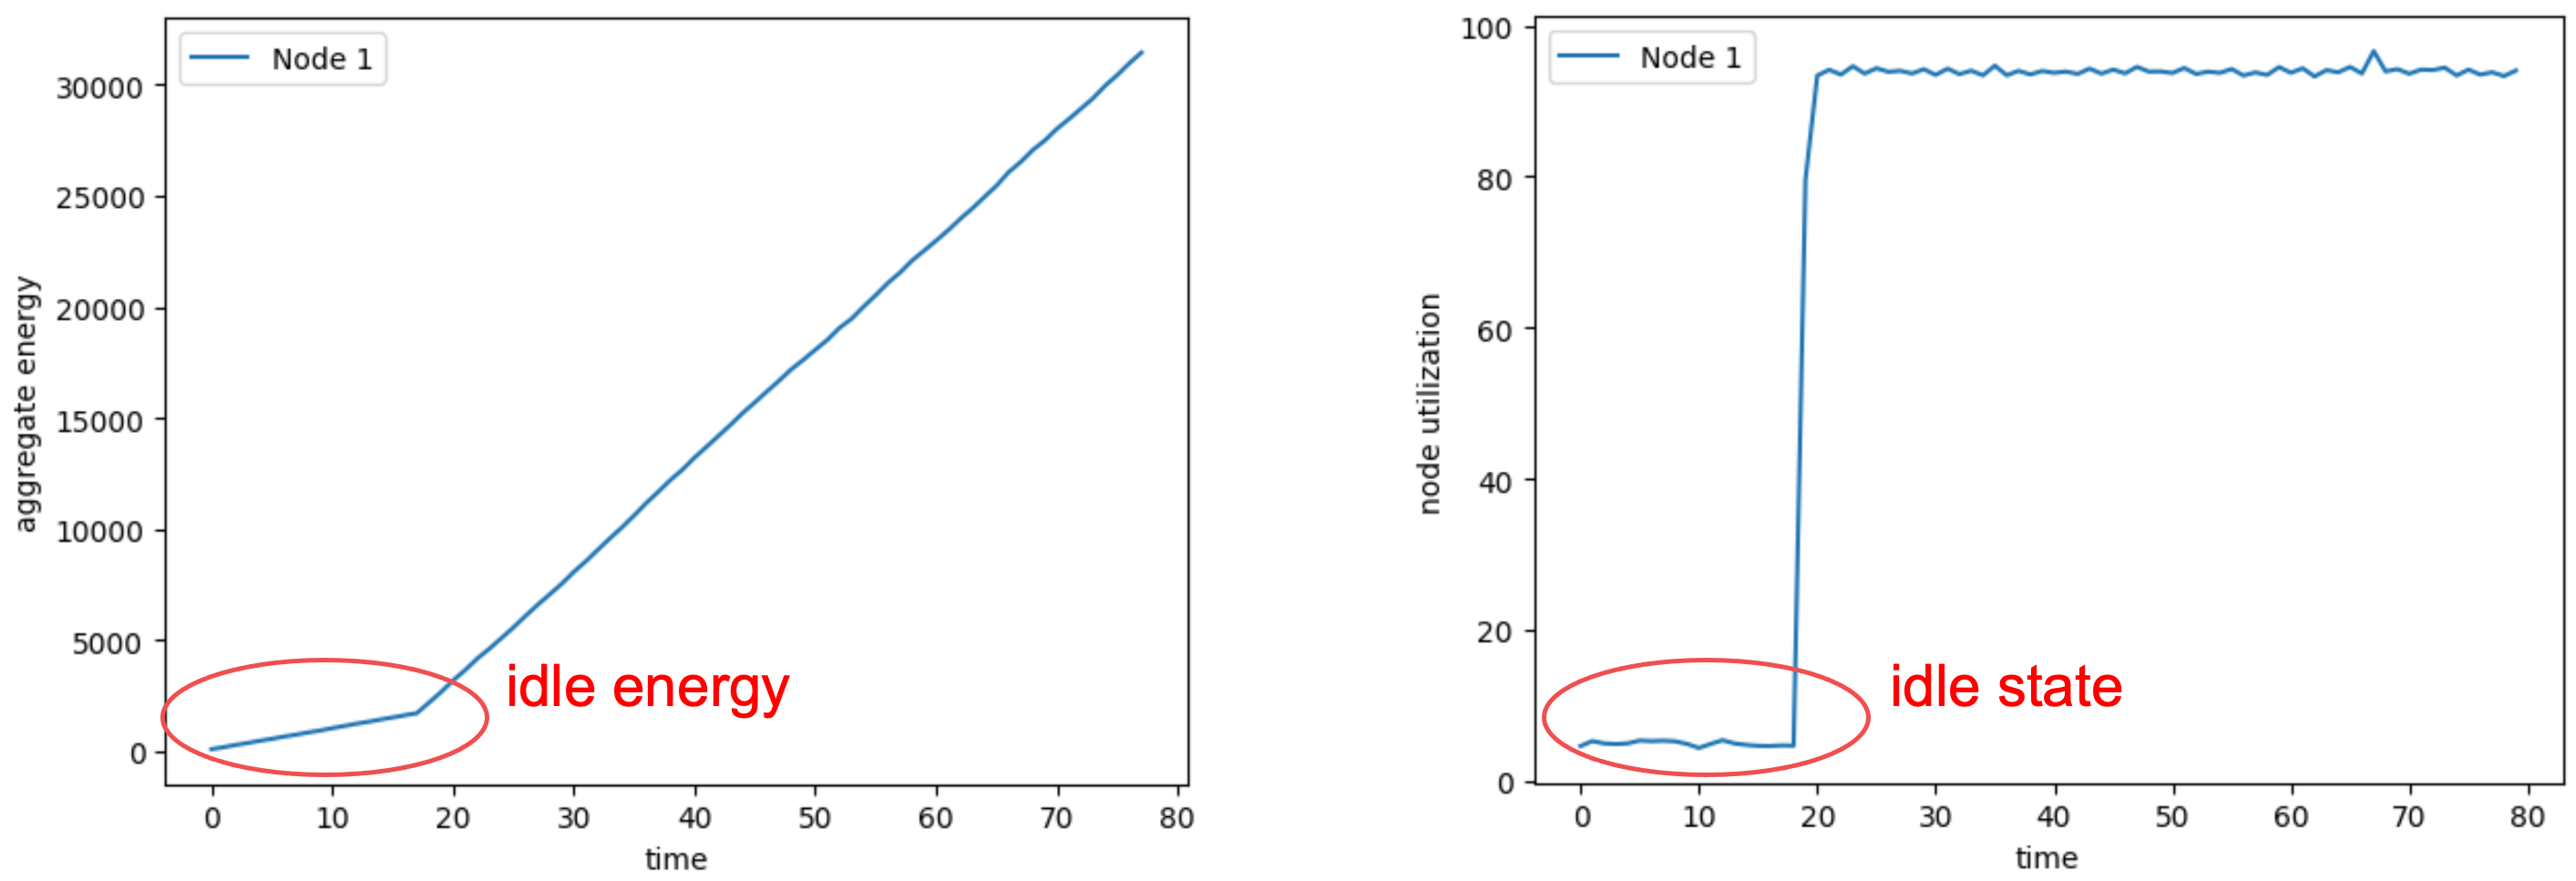 Node 1
30000
25000
20000
15000
10000
5000
0
aggregate energy
idle energy
0 10 20 30 40 50 60 70 80
time
Node 1
100
80
60
40
20
0
node utilization
idle state
0 10 20 30 40 50 60 70 80
time